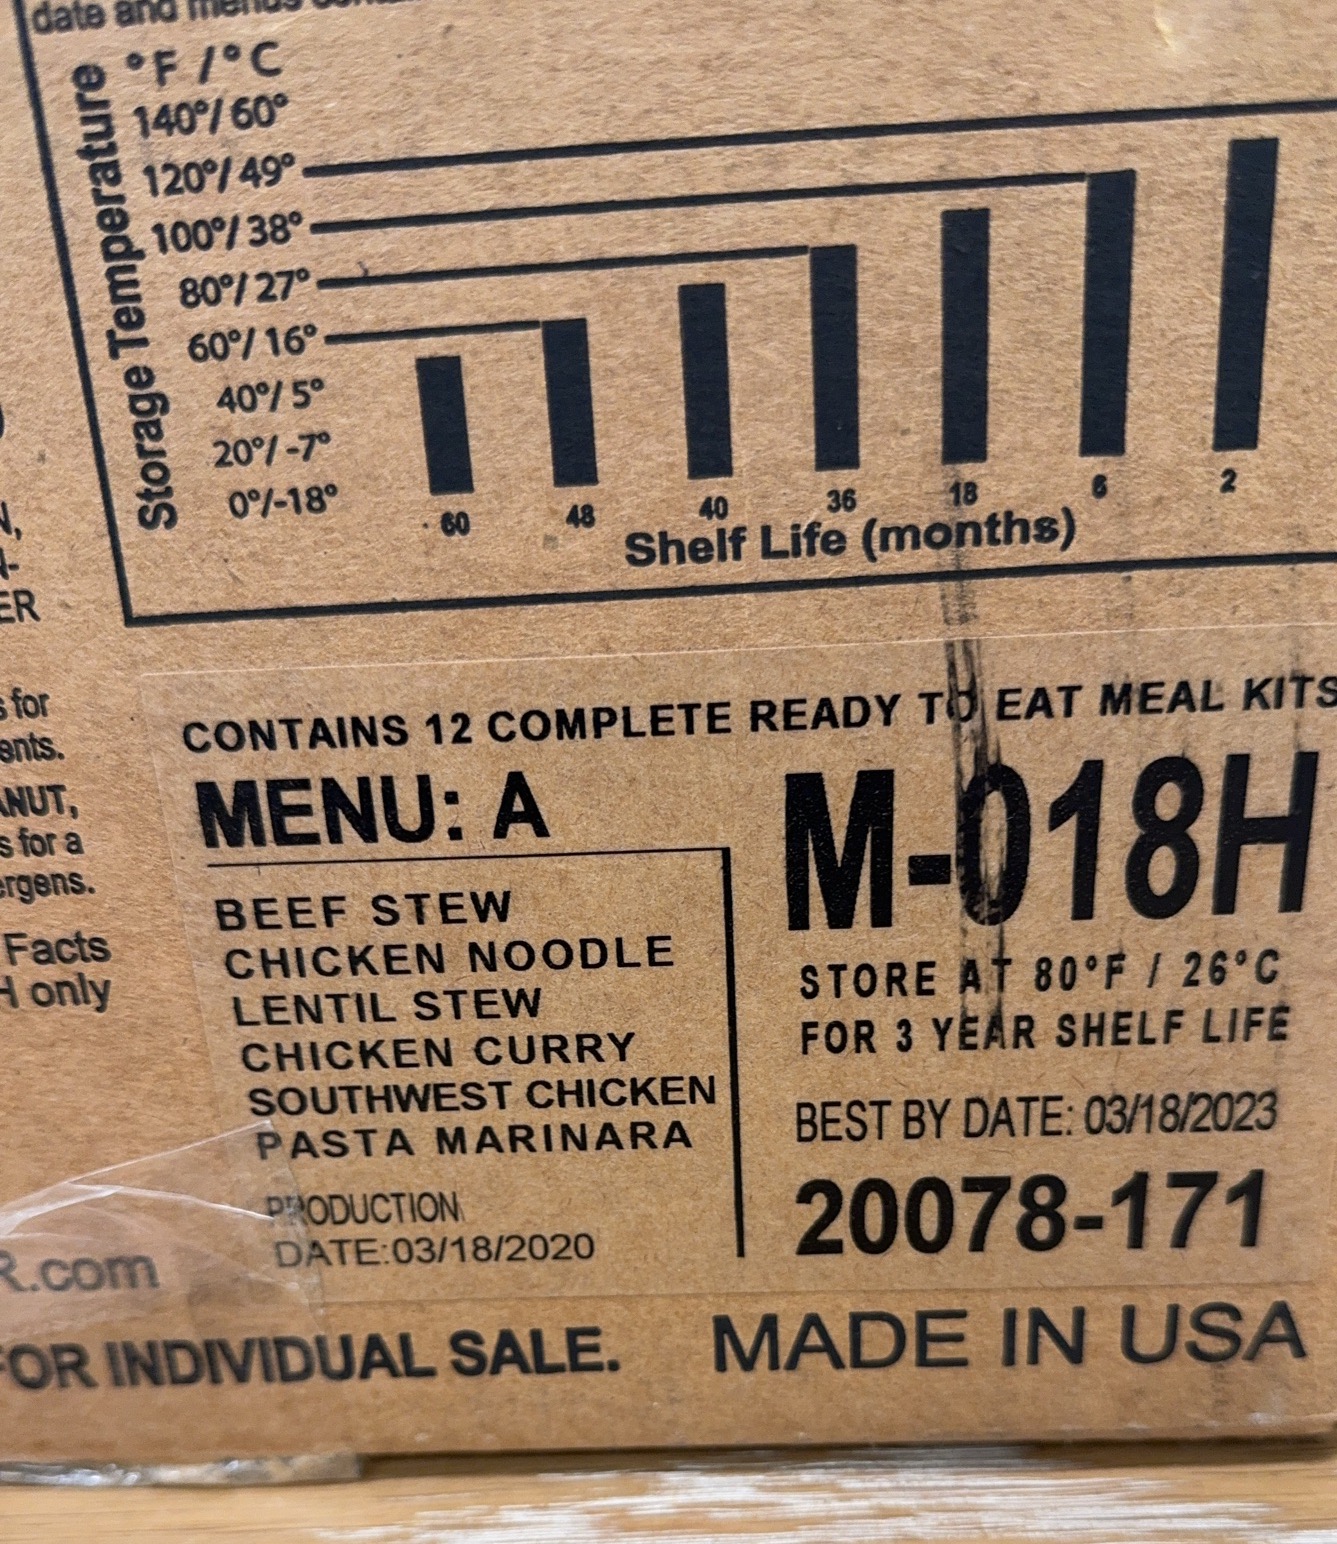 date and menus
°F / °C
140°/ 60°
120°/ 49°
100°/ 38°
80°/ 27°
60°/ 16°
40°/ 5°
20°/ -7°
0°/-18°
Storage Temperature
60 48 40 36 18 6 2
Shelf Life (months)
N,
ER
s for
ents.
ANUT,
s for a
ergens.
Facts
H only
R.com
CONTAINS 12 COMPLETE READY TO EAT MEAL KITS
MENU: A
BEEF STEW
CHICKEN NOODLE
LENTIL STEW
CHICKEN CURRY
SOUTHWEST CHICKEN
PASTA MARINARA
PRODUCTION
DATE:03/18/2020
M-018H
STORE AT 80°F / 26°C
FOR 3 YEAR SHELF LIFE
BEST BY DATE: 03/18/2023
20078-171
FOR INDIVIDUAL SALE.
MADE IN USA